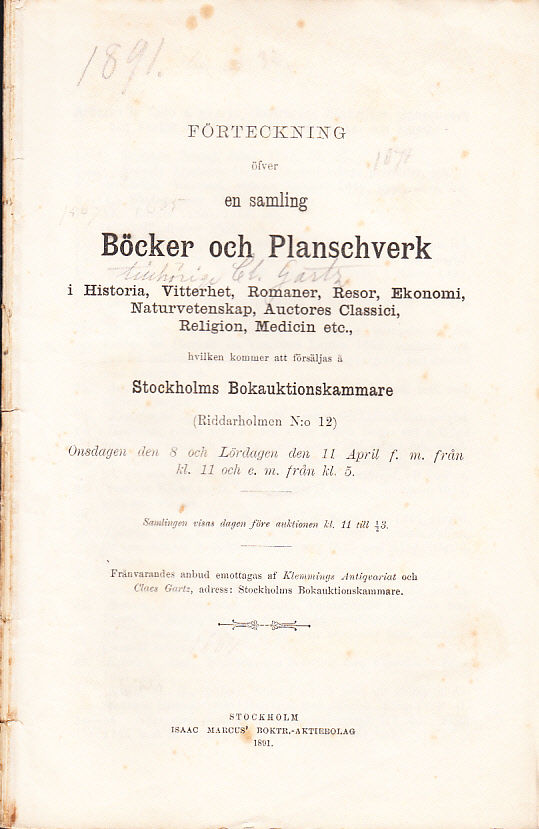 1891.
FÖRTECKNING
öfver
en samling
Böcker och Planschverk
tillhörig Cl. Gartz
i Historia, Vitterhet, Romaner, Resor, Ekonomi,
Naturvetenskap, Auctores Classici,
Religion, Medicin etc.,
hvilken kommer att försäljas å
Stockholms Bokauktionskammare
(Riddarholmen N:o 12)
Onsdagen den 8 och Lördagen den 11 April f. m. från
kl. 11 och e. m. från kl. 5.
Samlingen visas dagen före auktionen kl. 11 till ½3.
Frånvarandes anbud emottagas af Klemmings Antiqvariat och
Claes Gartz, adress: Stockholms Bokauktionskammare.
STOCKHOLM
ISAAC MARCUS' BOKTR.-AKTIEBOLAG
1891.